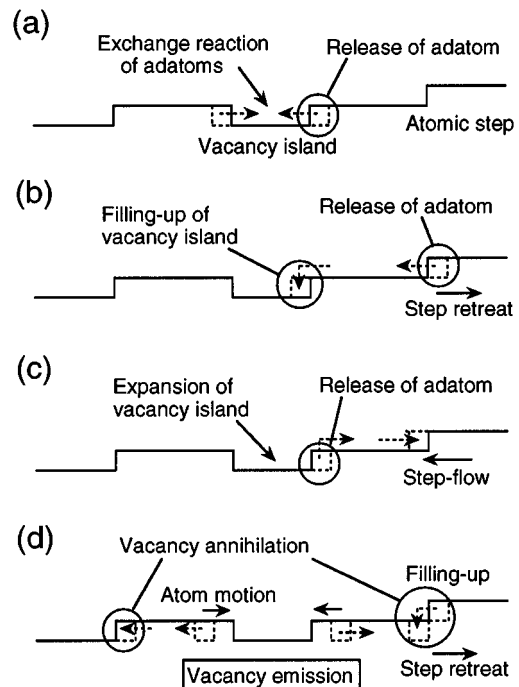 (a)
Exchange reaction
of adatoms
Release of adatom
Vacancy island
Atomic step
(b)
Filling-up of
vacancy island
Release of adatom
Step retreat
(c)
Expansion of
vacancy island
Release of adatom
Step-flow
(d)
Vacancy annihilation
Atom motion
Filling-up
Vacancy emission
Step retreat